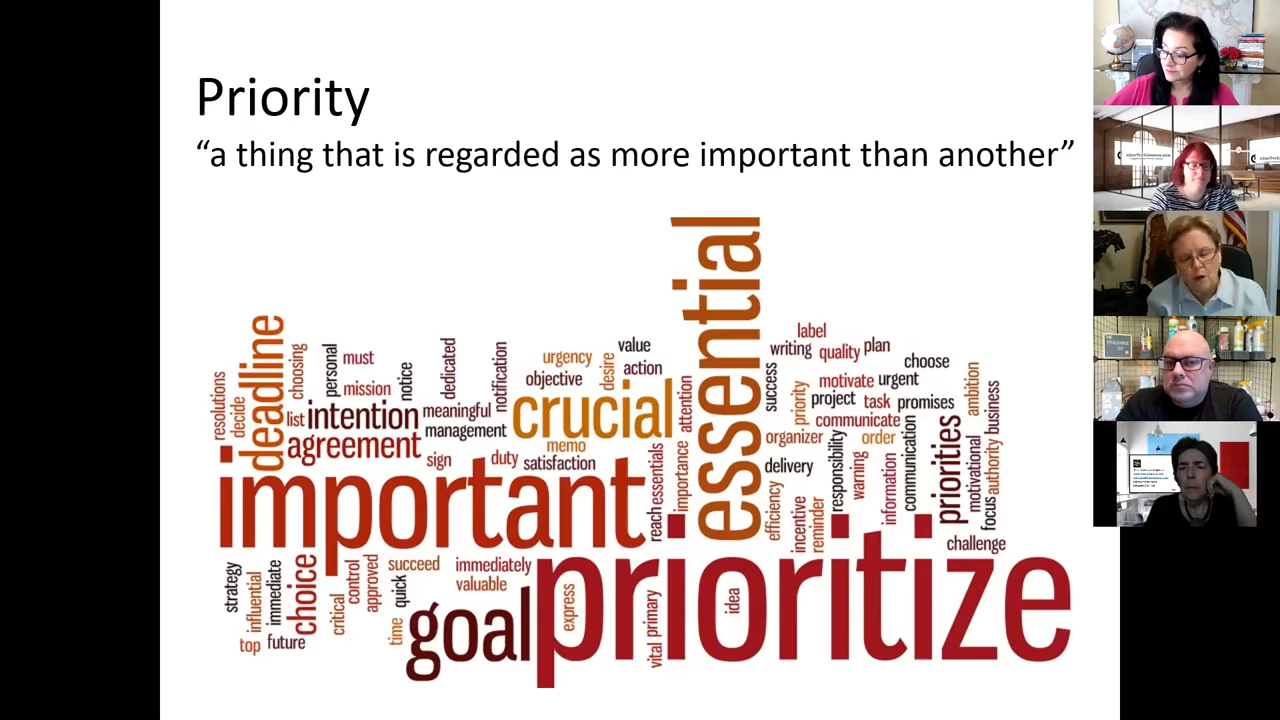 Priority
“a thing that is regarded as more important than another”
essential
deadline
resolutions
decide
choosing
personal
must
mission
notice
list
intention
agreement
dedicated
notification
meaningful
management
sign
urgency
objective
desire
value
action
crucial
memo
duty
satisfaction
attention
essentials
reach
importance
label
writing
quality
plan
choose
success
motivate
urgent
priority
project
task
promises
communicate
organizer
order
ambition
business
delivery
responsibility
warning
information
communication
priorities
motivational
authority
focus
efficiency
incentive
reminder
challenge
important
strategy
influential
immediate
top
future
choice
critical
control
approved
succeed
quick
time
immediately
valuable
goal
prioritize
express
vital
primary
idea